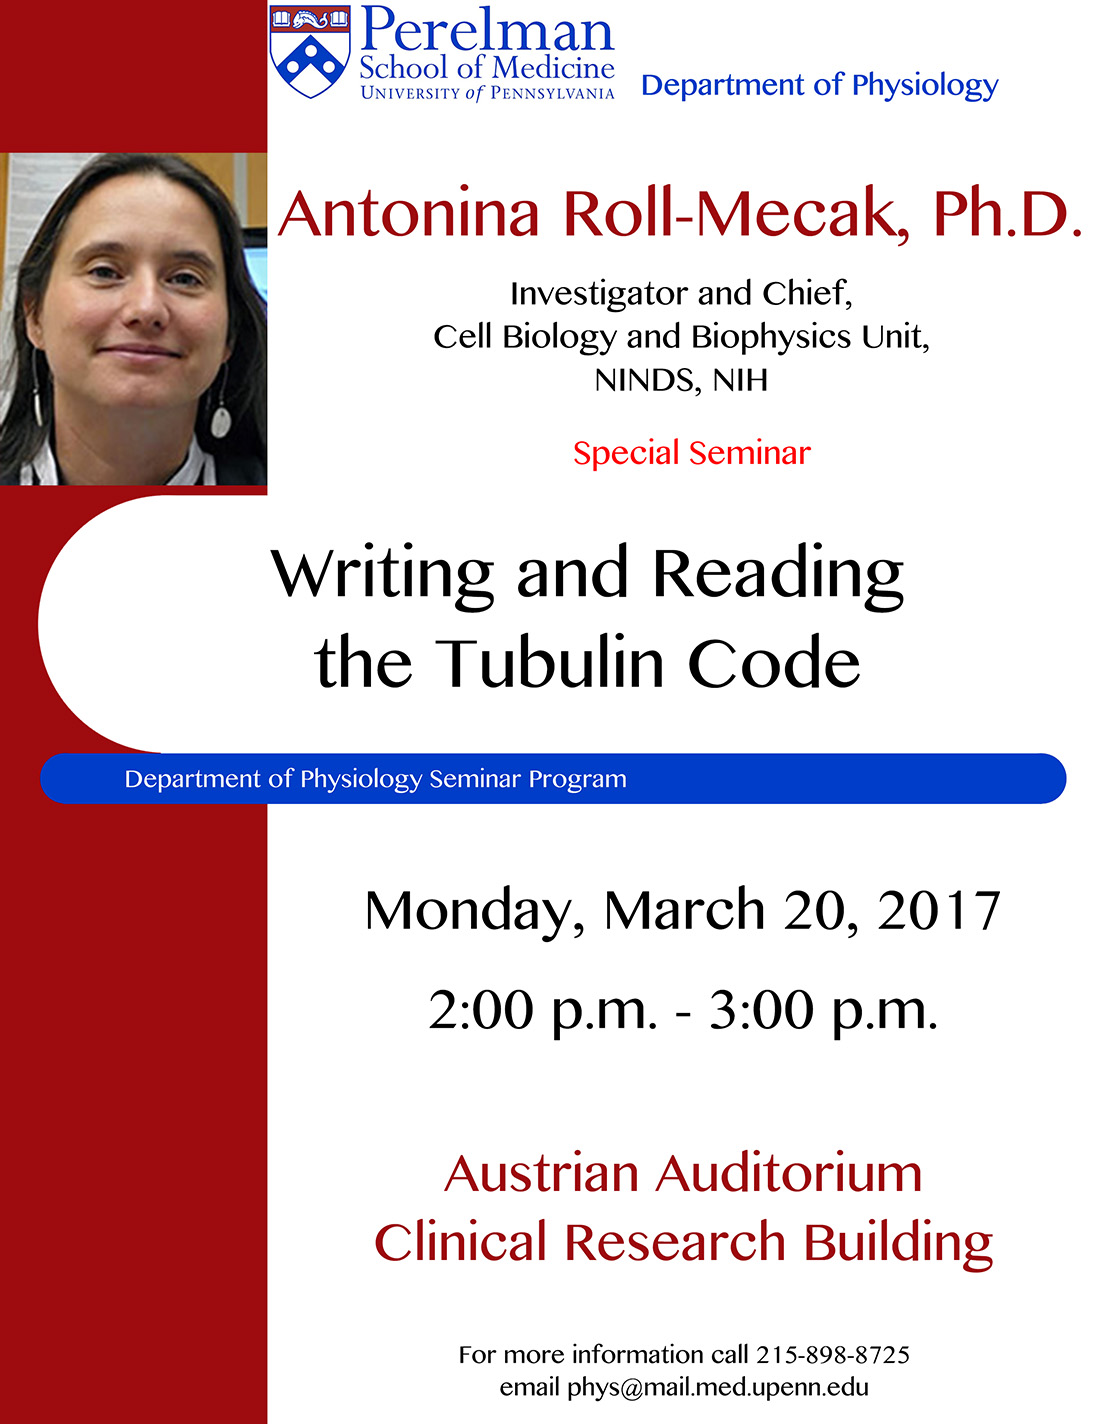 Perelman
School of Medicine
UNIVERSITY of PENNSYLVANIA
Department of Physiology
Antonina Roll-Mecak, Ph.D.
Investigator and Chief,
Cell Biology and Biophysics Unit,
NINDS, NIH
Special Seminar
Writing and Reading
the Tubulin Code
Department of Physiology Seminar Program
Monday, March 20, 2017
2:00 p.m. - 3:00 p.m.
Austrian Auditorium
Clinical Research Building
For more information call 215-898-8725
email phys@mail.med.upenn.edu